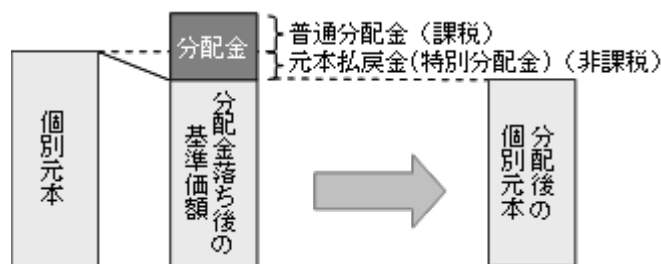 分配金
普通分配金（課税）
元本払戻金(特別分配金)（非課税）
個別元本
分配金落ち後の
基準価額
分配後の
個別元本